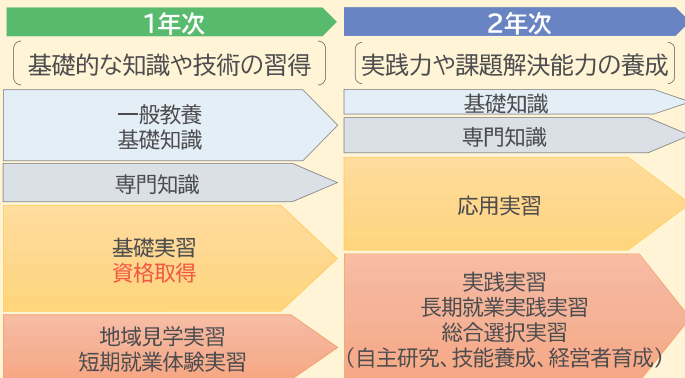 1年次
基礎的な知識や技術の習得
一般教養
基礎知識
専門知識
基礎実習
資格取得
地域見学実習
短期就業体験実習
2年次
実践力や課題解決能力の養成
基礎知識
専門知識
応用実習
実践実習
長期就業実践実習
総合選択実習
（自主研究、技能養成、経営者育成）